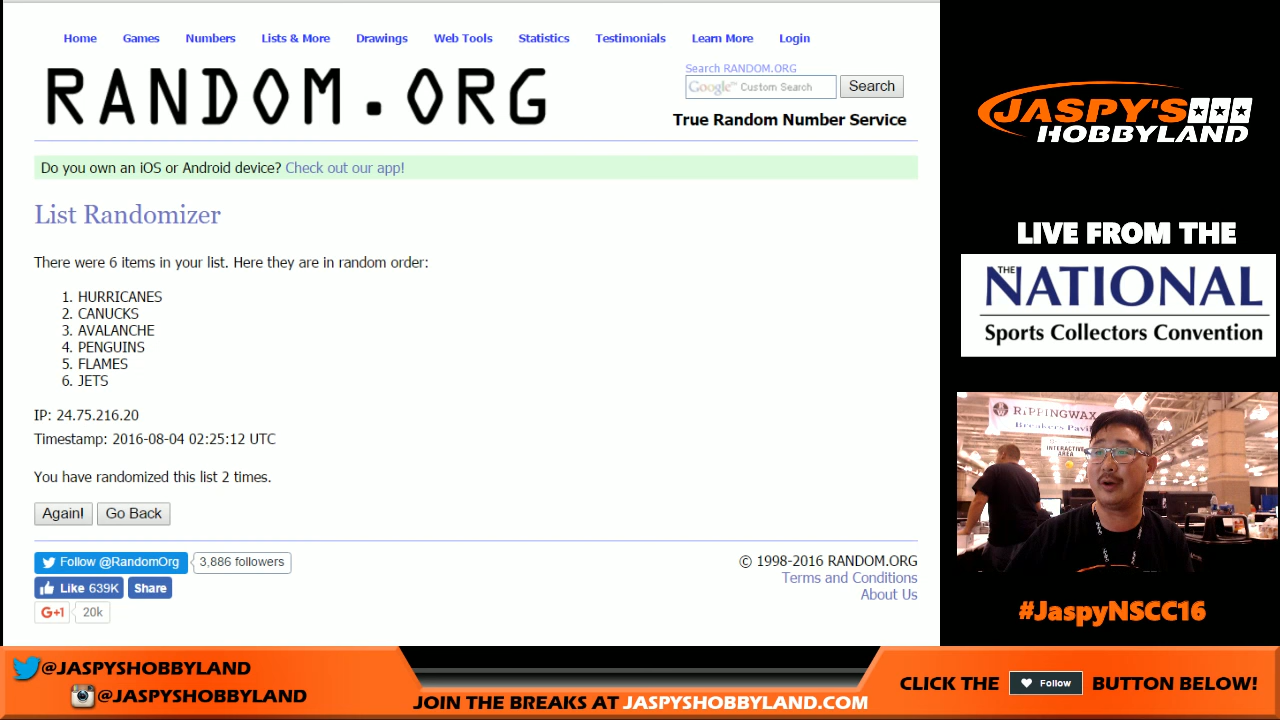 Home Games Numbers Lists & More Drawings Web Tools Statistics Testimonials Learn More Login
RANDOM.ORG
Search RANDOM.ORG
Google™ Custom Search Search
True Random Number Service
Do you own an iOS or Android device? Check out our app!
List Randomizer
There were 6 items in your list. Here they are in random order:
1. HURRICANES
2. CANUCKS
3. AVALANCHE
4. PENGUINS
5. FLAMES
6. JETS
IP: 24.75.216.20
Timestamp: 2016-08-04 02:25:12 UTC
You have randomized this list 2 times.
Again! Go Back
Follow @RandomOrg 3,886 followers
Like 639K Share
G+1 20k
© 1998-2016 RANDOM.ORG
Terms and Conditions
About Us
JASPY'S
HOBBYLAND
LIVE FROM THE
THE NATIONAL
Sports Collectors Convention
RIPPINGWAX
Breakers Pavil
INTERACTIVE
AREA
#JaspyNSCC16
@JASPYSHOBBYLAND
@JASPYSHOBBYLAND
JOIN THE BREAKS AT JASPYSHOBBYLAND.COM
CLICK THE Follow BUTTON BELOW!